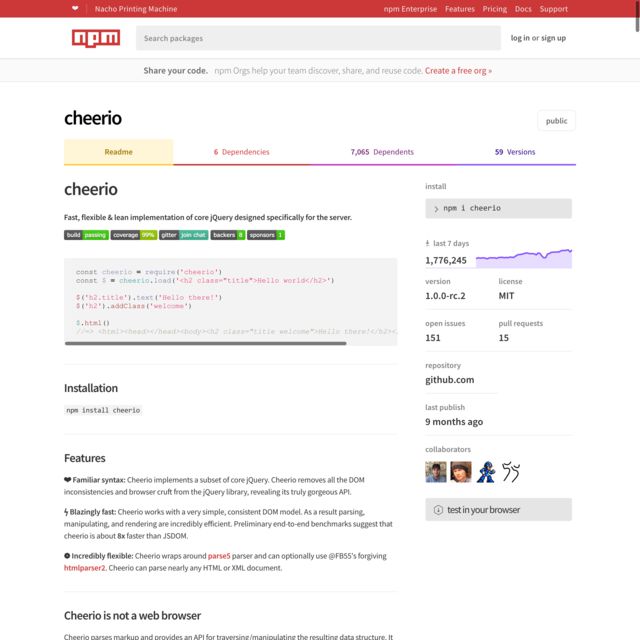 ❤ Nacho Printing Machine
npm Enterprise Features Pricing Docs Support
npm
Search packages
log in or sign up
Share your code. npm Orgs help your team discover, share, and reuse code. Create a free org »
cheerio
public
Readme
6 Dependencies
7,065 Dependents
59 Versions
cheerio
Fast, flexible & lean implementation of core jQuery designed specifically for the server.
build passing coverage 99% gitter join chat backers 8 sponsors 1
const cheerio = require('cheerio')
const $ = cheerio.load('<h2 class="title">Hello world</h2>')
$('h2.title').text('Hello there!')
$('h2').addClass('welcome')
$.html()
//=> <html><head></head><body><h2 class="title welcome">Hello there!</h2></
Installation
npm install cheerio
Features
❤ Familiar syntax: Cheerio implements a subset of core jQuery. Cheerio removes all the DOM
inconsistencies and browser cruft from the jQuery library, revealing its truly gorgeous API.
ϟ Blazingly fast: Cheerio works with a very simple, consistent DOM model. As a result parsing,
manipulating, and rendering are incredibly efficient. Preliminary end-to-end benchmarks suggest that
cheerio is about 8x faster than JSDOM.
❁ Incredibly flexible: Cheerio wraps around parse5 parser and can optionally use @FB55's forgiving
htmlparser2. Cheerio can parse nearly any HTML or XML document.
Cheerio is not a web browser
Cheerio parses markup and provides an API for traversing/manipulating the resulting data structure. It
install
npm i cheerio
last 7 days
1,776,245
version
1.0.0-rc.2
license
MIT
open issues
151
pull requests
15
repository
github.com
last publish
9 months ago
collaborators
test in your browser